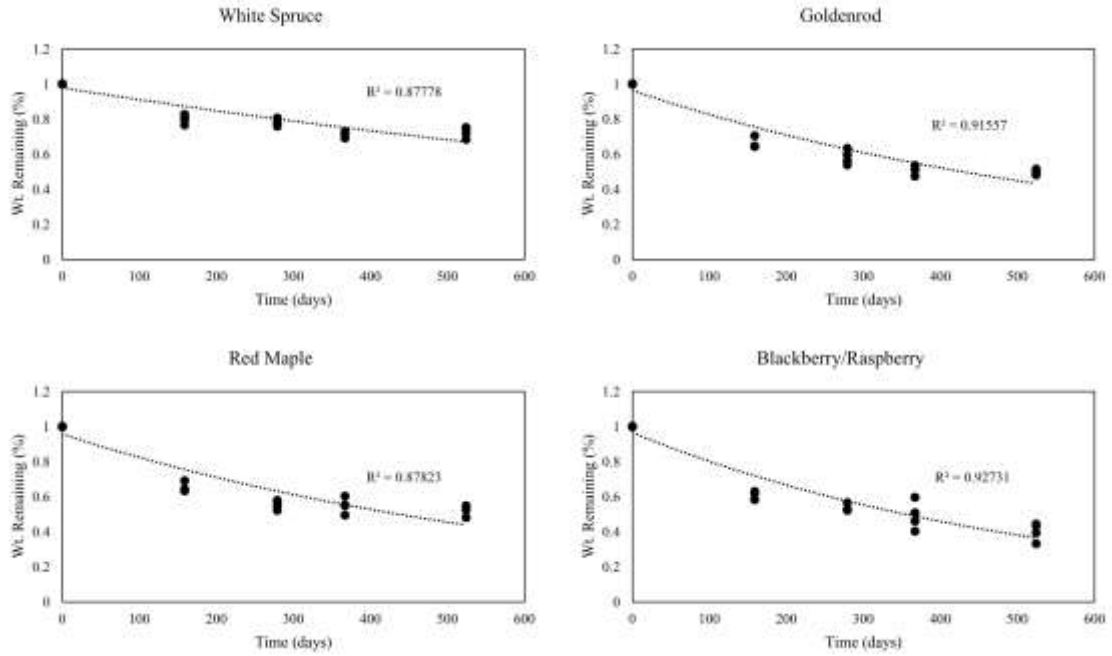 White Spruce
1.2
1
0.8
0.6
0.4
0.2
0
Wt. Remaining (%)
R² = 0.87778
0 100 200 300 400 500 600
Time (days)
Goldenrod
1.2
1
0.8
0.6
0.4
0.2
0
Wt. Remaining (%)
R² = 0.91557
0 100 200 300 400 500 600
Time (days)
Red Maple
1.2
1
0.8
0.6
0.4
0.2
0
Wt. Remaining (%)
R² = 0.87823
0 100 200 300 400 500 600
Time (days)
Blackberry/Raspberry
1.2
1
0.8
0.6
0.4
0.2
0
Wt. Remaining (%)
R² = 0.92731
0 100 200 300 400 500 600
Time (days)